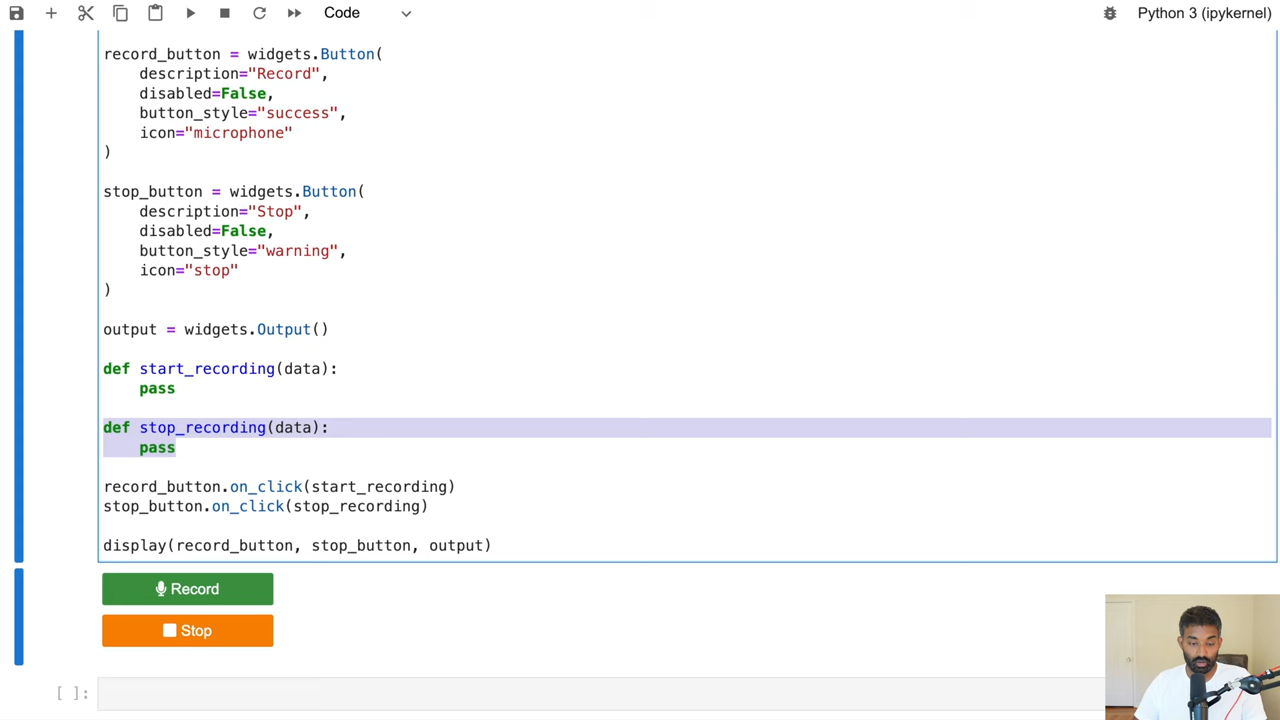 Code
Python 3 (ipykernel)
record_button = widgets.Button(
    description="Record",
    disabled=False,
    button_style="success",
    icon="microphone"
)
stop_button = widgets.Button(
    description="Stop",
    disabled=False,
    button_style="warning",
    icon="stop"
)
output = widgets.Output()
def start_recording(data):
    pass
def stop_recording(data):
    pass
record_button.on_click(start_recording)
stop_button.on_click(stop_recording)
display(record_button, stop_button, output)
Record
Stop
[ ]: